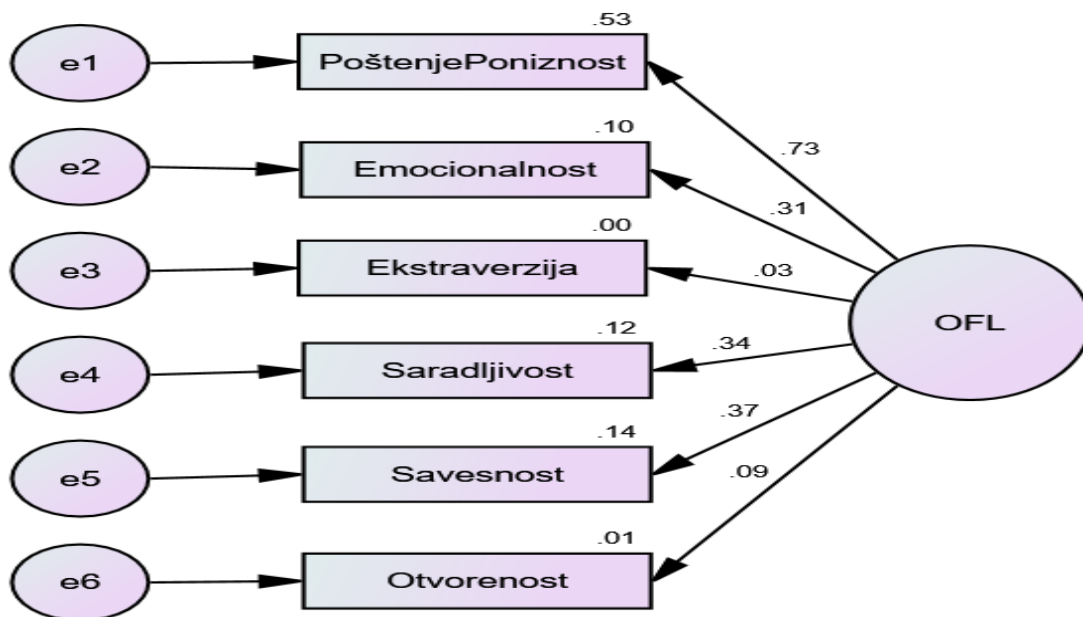 .53
e1
PoštenjePoniznost
.73
.10
e2
Emocionalnost
.31
.00
e3
Ekstraverzija
.03
OFL
.12
e4
Saradljivost
.34
.14
e5
Savesnost
.37
.09
.01
e6
Otvorenost